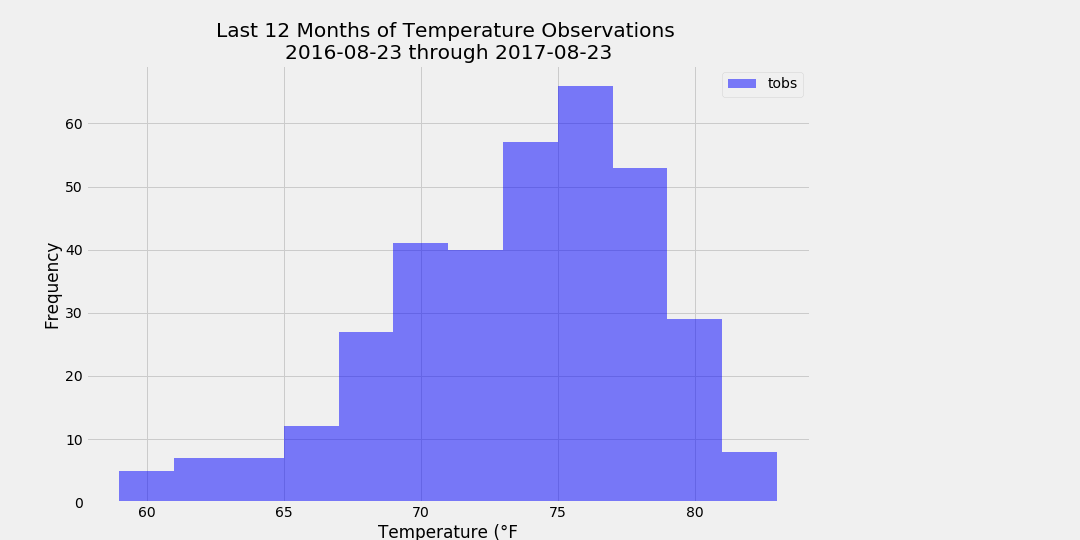 Last 12 Months of Temperature Observations
2016-08-23 through 2017-08-23
tobs
Frequency
60
50
40
30
20
10
0
60 65 70 75 80
Temperature (°F